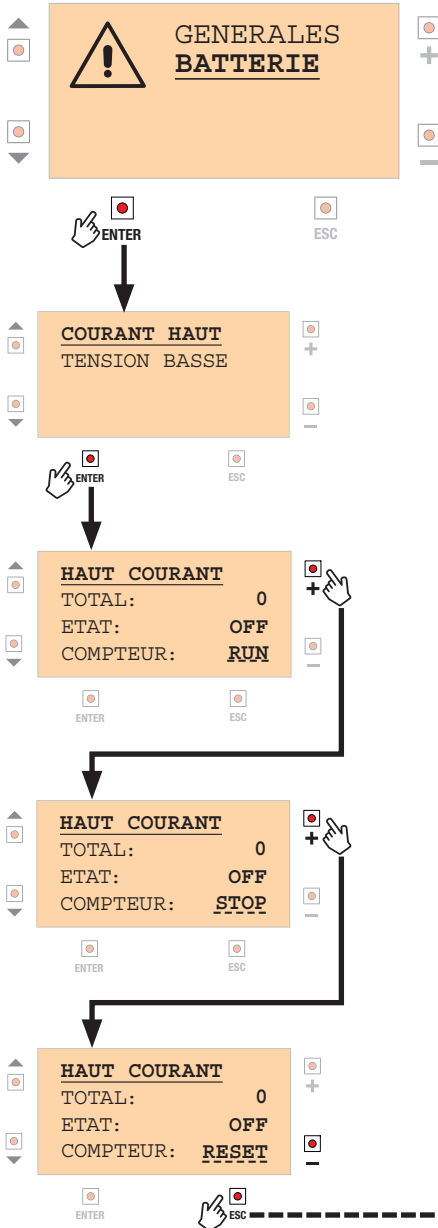 GENERALES
BATTERIE
+
−
ENTER
ESC
COURANT HAUT
TENSION BASSE
+
−
ENTER
ESC
HAUT COURANT
TOTAL: 0
ETAT: OFF
COMPTEUR: RUN
+
−
ENTER
ESC
HAUT COURANT
TOTAL: 0
ETAT: OFF
COMPTEUR: STOP
+
−
ENTER
ESC
HAUT COURANT
TOTAL: 0
ETAT: OFF
COMPTEUR: RESET
+
−
ENTER
ESC